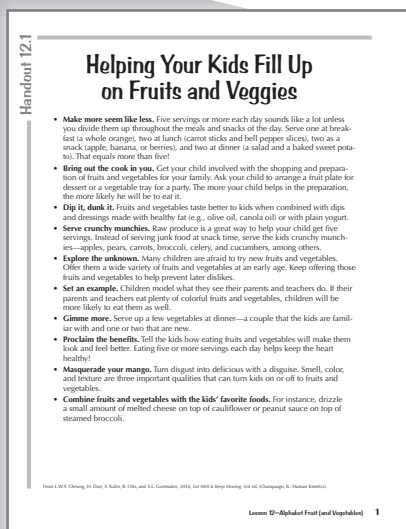 Handout 12.1
Helping Your Kids Fill Up
on Fruits and Veggies
• Make more seem like less. Five servings or more each day sounds like a lot unless
you divide them up throughout the meals and snacks of the day. Serve one at break-
fast (a whole orange), two at lunch (carrot sticks and bell pepper slices), two as a
snack (apple, banana, or berries), and two at dinner (a salad and a baked sweet pota-
to). That equals more than five!
• Bring out the cook in you. Get your child involved with the shopping and prepara-
tion of fruits and vegetables for your family. Ask your child to arrange a fruit plate for
dessert or a vegetable tray for a party. The more your child helps in the preparation,
the more likely he will be to eat it.
• Dip it, dunk it. Fruits and vegetables taste better to kids when combined with dips
and dressings made with healthy fat (e.g., olive oil, canola oil) or with plain yogurt.
• Serve crunchy munchies. Raw produce is a great way to help your child get five
servings. Instead of serving junk food at snack time, serve the kids crunchy munch-
ies—apples, pears, carrots, broccoli, celery, and cucumbers, among others.
• Explore the unknown. Many children are afraid to try new fruits and vegetables.
Offer them a wide variety of fruits and vegetables at an early age. Keep offering those
fruits and vegetables to help prevent later dislikes.
• Set an example. Children model what they see their parents and teachers do. If their
parents and teachers eat plenty of colorful fruits and vegetables, children will be
more likely to eat them as well.
• Gimme more. Serve up a few vegetables at dinner—a couple that the kids are famil-
iar with and one or two that are new.
• Proclaim the benefits. Tell the kids how eating fruits and vegetables will make them
look and feel better. Eating five or more servings each day helps keep the heart
healthy!
• Masquerade your mango. Turn disgust into delicious with a disguise. Smell, color,
and texture are three important qualities that can turn kids on or off to fruits and
vegetables.
• Combine fruits and vegetables with the kids' favorite foods. For instance, drizzle
a small amount of melted cheese on top of cauliflower or peanut sauce on top of
steamed broccoli.
From L.W.Y. Cheung, H. Dart, S. Kalin, B. Otis, and S.L. Gortmaker, 2016, Eat Well & Keep Moving, 3rd ed. (Champaign, IL: Human Kinetics).
Lesson 12—Alphabet Fruit (and Vegetables) 1